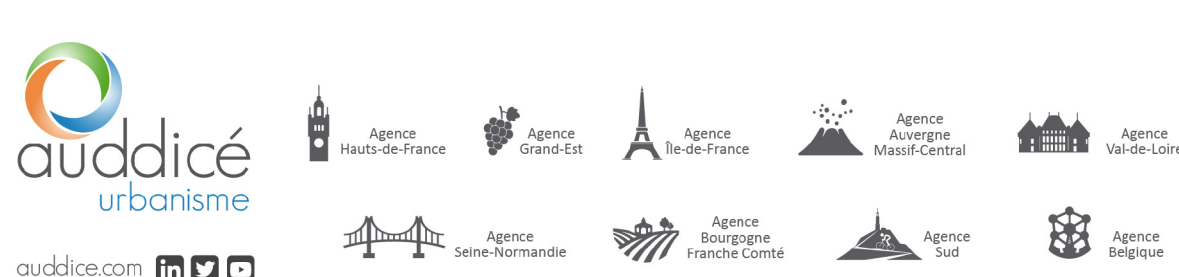 auddicé
urbanisme
auddice.com
Agence
Hauts-de-France
Agence
Grand-Est
Agence
Île-de-France
Agence
Auvergne
Massif-Central
Agence
Val-de-Loire
Agence
Seine-Normandie
Agence
Bourgogne
Franche Comté
Agence
Sud
Agence
Belgique